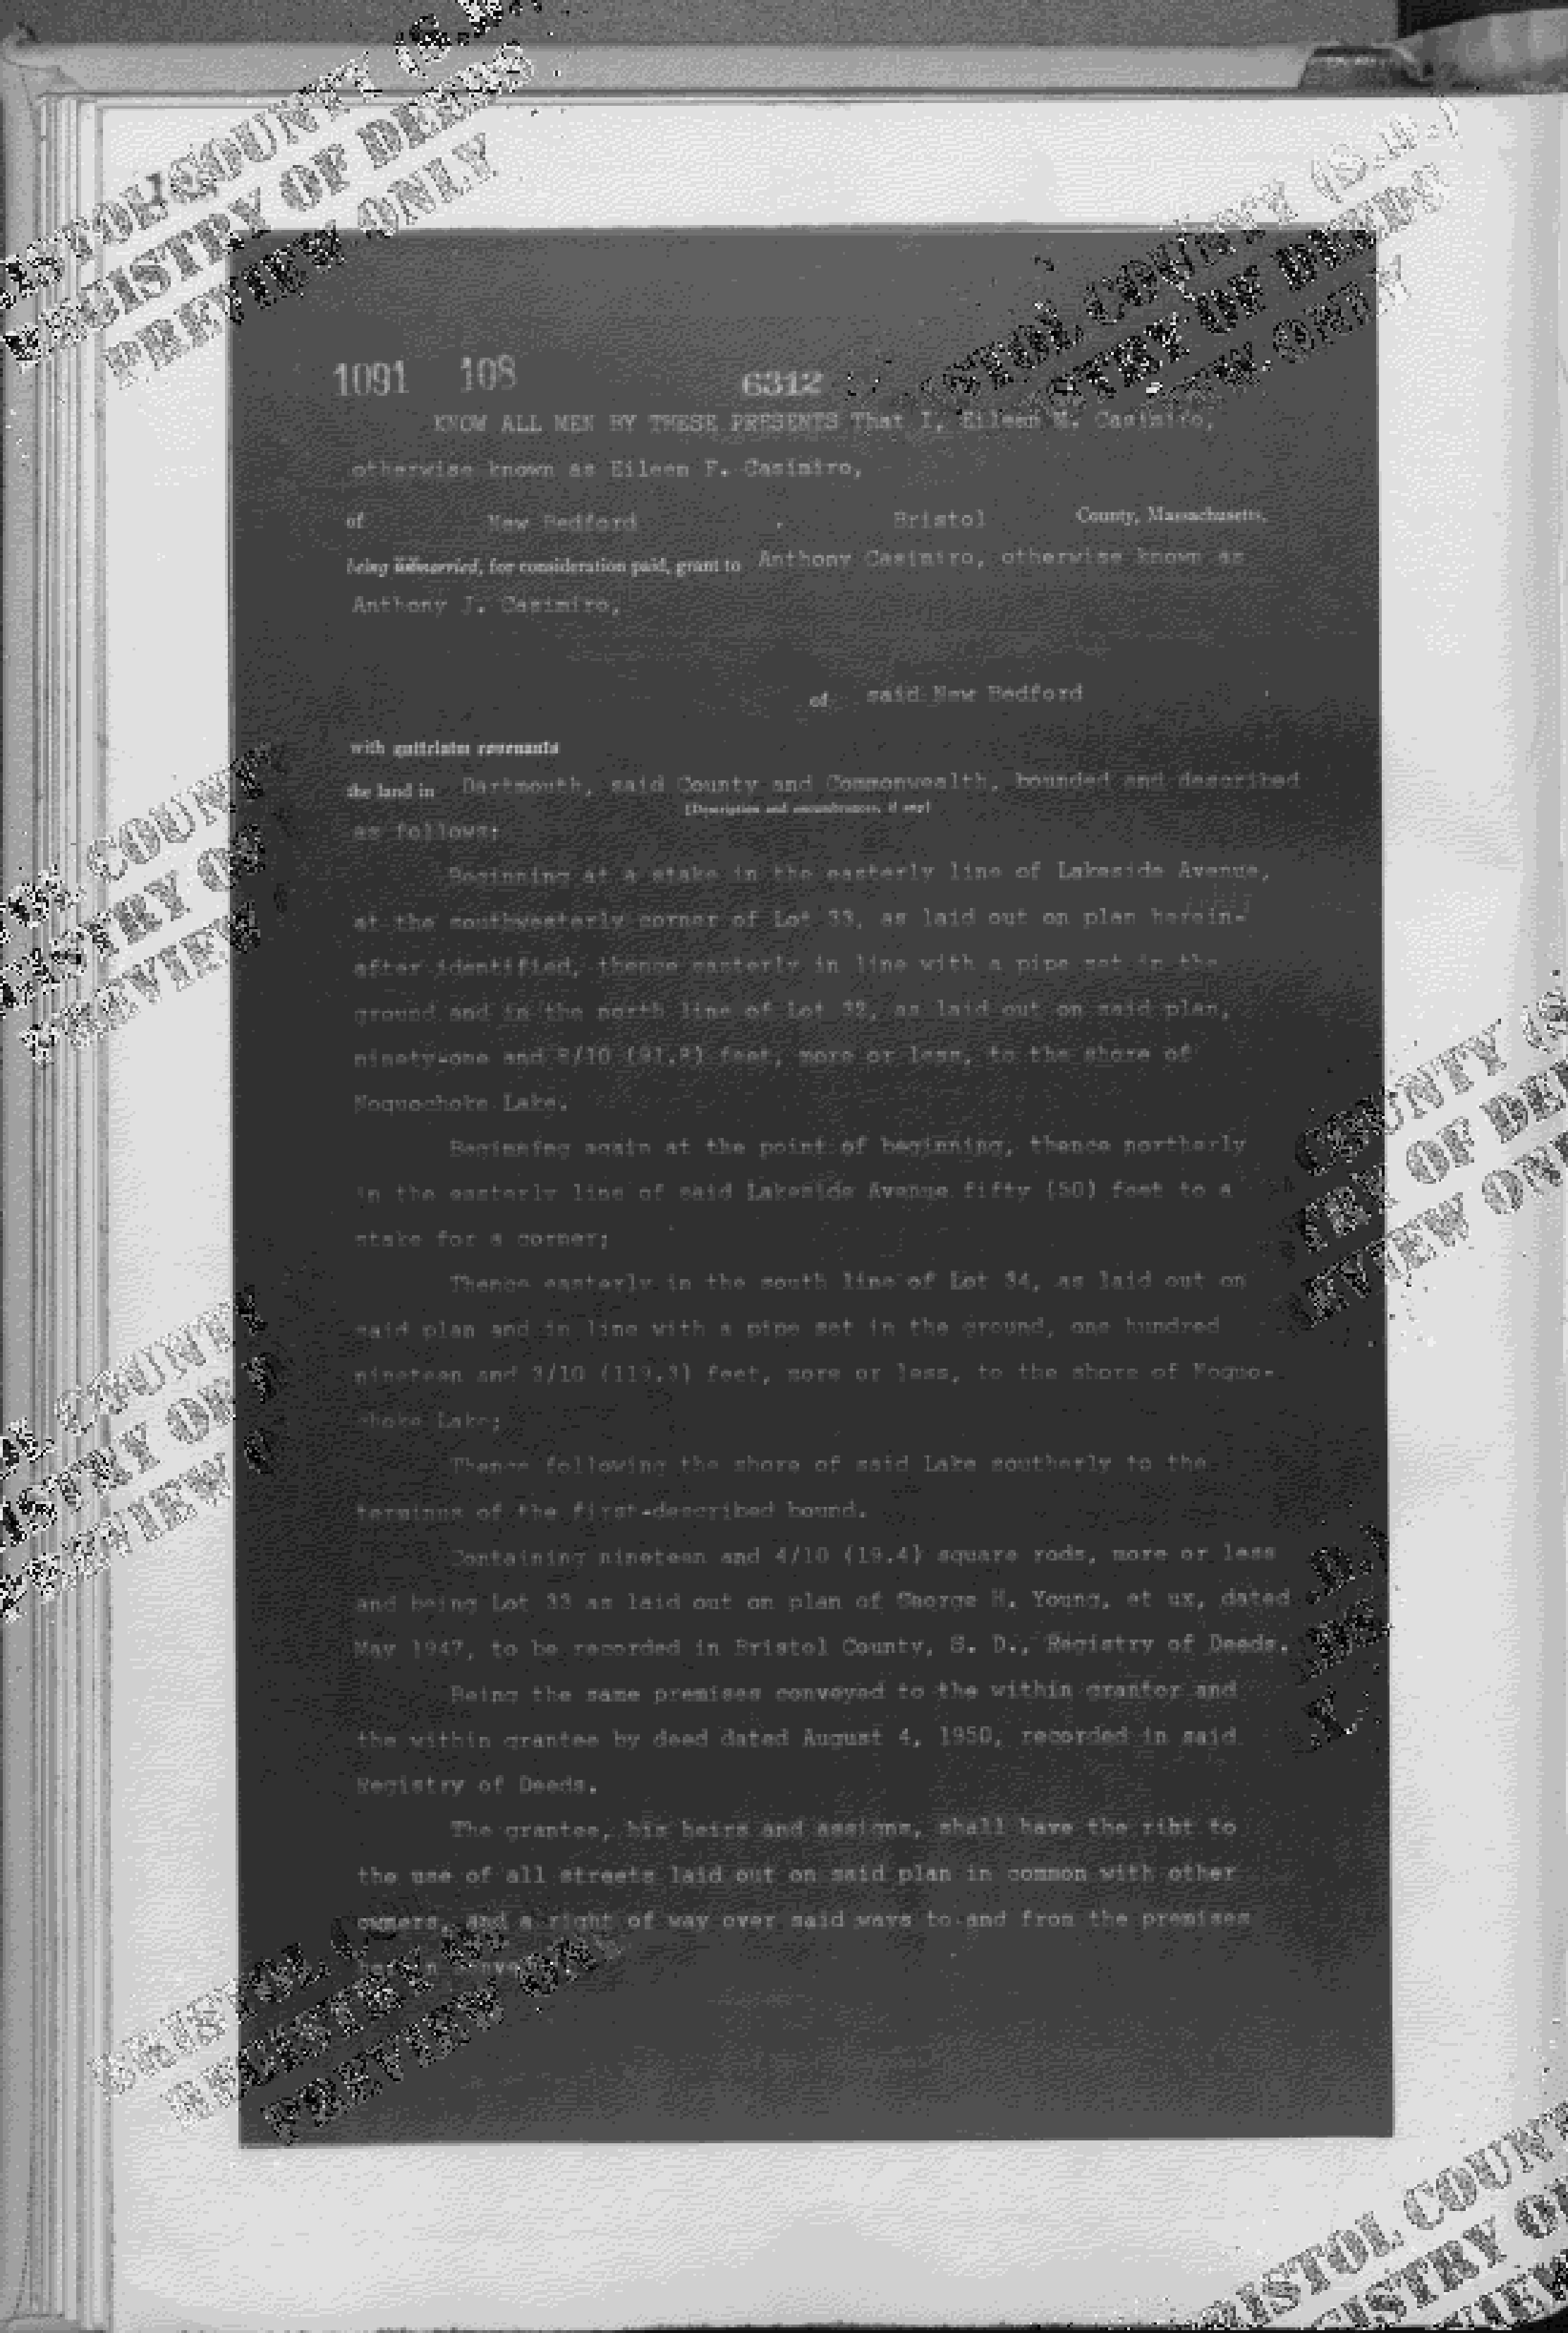 BRISTOL COUNTY (S.D.)
REGISTRY OF DEEDS
PREVIEW ONLY
1091 108 6312
KNOW ALL MEN BY THESE PRESENTS That I, Eileen M. Casimiro,
otherwise known as Eileen F. Casimiro,
of New Bedford , Bristol County, Massachusetts,
being married, for consideration paid, grant to Anthony Casimiro, otherwise known as
Anthony J. Casimiro,
of said New Bedford
with quitclaim covenants
the land in Dartmouth, said County and Commonwealth, bounded and described
[Description and encumbrances, if any]
as follows:
Beginning at a stake in the easterly line of Lakeside Avenue,
at the southwesterly corner of Lot 33, as laid out on plan herein-
after identified, thence easterly in line with a pipe set in the
ground and in the north line of Lot 32, as laid out on said plan,
ninety-one and 8/10 (91.8) feet, more or less, to the shore of
Noquochoke Lake.
Beginning again at the point of beginning, thence northerly
in the easterly line of said Lakeside Avenue fifty (50) feet to a
stake for a corner;
Thence easterly in the south line of Lot 34, as laid out on
said plan and in line with a pipe set in the ground, one hundred
nineteen and 3/10 (119.3) feet, more or less, to the shore of Noquo-
choke Lake;
Thence following the shore of said Lake southerly to the
terminus of the first-described bound.
Containing nineteen and 4/10 (19.4) square rods, more or less
and being Lot 33 as laid out on plan of George H. Young, et ux, dated
May 1947, to be recorded in Bristol County, S. D., Registry of Deeds.
Being the same premises conveyed to the within grantor and
the within grantee by deed dated August 4, 1950, recorded in said
Registry of Deeds.
The grantee, his heirs and assigns, shall have the riht to
the use of all streets laid out on said plan in common with other
owners, and a right of way over said ways to and from the premises
herein conveyed.